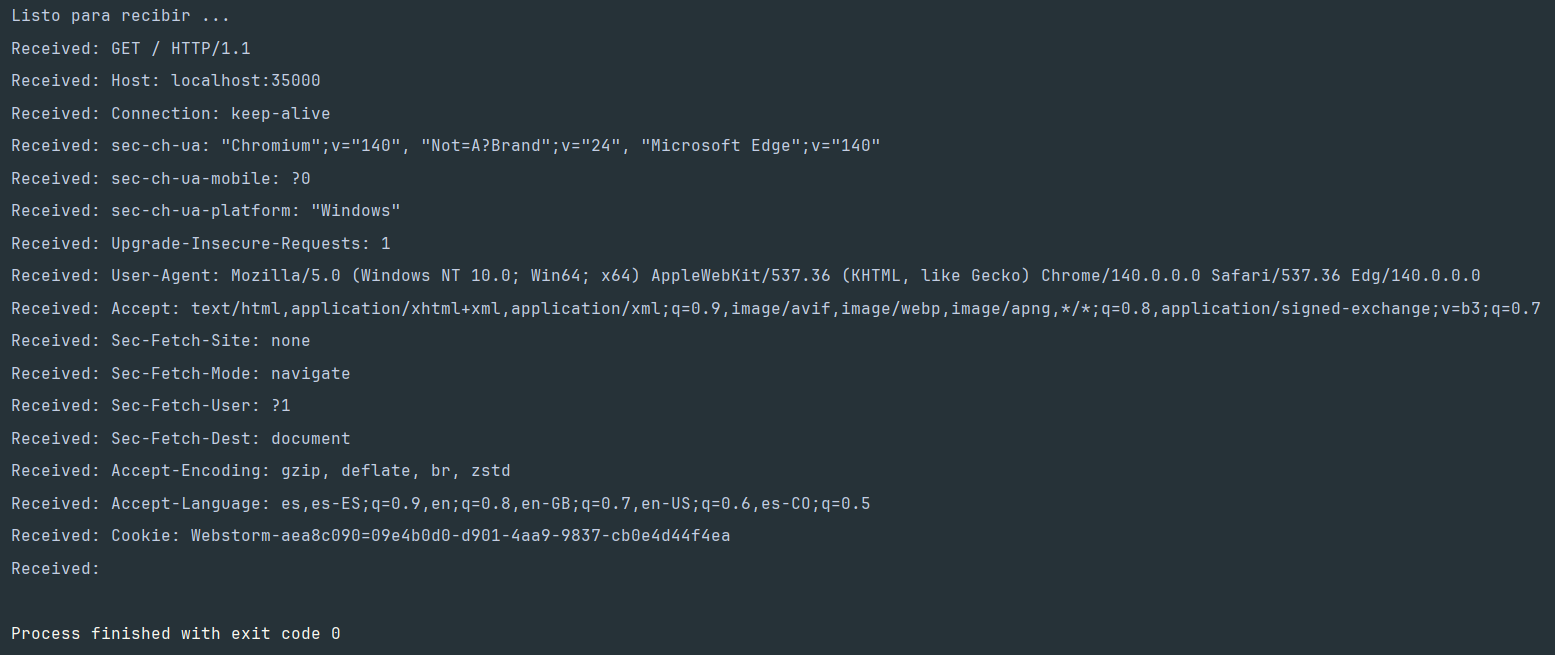 Listo para recibir ...
Received: GET / HTTP/1.1
Received: Host: localhost:35000
Received: Connection: keep-alive
Received: sec-ch-ua: "Chromium";v="140", "Not=A?Brand";v="24", "Microsoft Edge";v="140"
Received: sec-ch-ua-mobile: ?0
Received: sec-ch-ua-platform: "Windows"
Received: Upgrade-Insecure-Requests: 1
Received: User-Agent: Mozilla/5.0 (Windows NT 10.0; Win64; x64) AppleWebKit/537.36 (KHTML, like Gecko) Chrome/140.0.0.0 Safari/537.36 Edg/140.0.0.0
Received: Accept: text/html,application/xhtml+xml,application/xml;q=0.9,image/avif,image/webp,image/apng,*/*;q=0.8,application/signed-exchange;v=b3;q=0.7
Received: Sec-Fetch-Site: none
Received: Sec-Fetch-Mode: navigate
Received: Sec-Fetch-User: ?1
Received: Sec-Fetch-Dest: document
Received: Accept-Encoding: gzip, deflate, br, zstd
Received: Accept-Language: es,es-ES;q=0.9,en;q=0.8,en-GB;q=0.7,en-US;q=0.6,es-CO;q=0.5
Received: Cookie: Webstorm-aea8c090=09e4b0d0-d901-4aa9-9837-cb0e4d44f4ea
Received:
Process finished with exit code 0